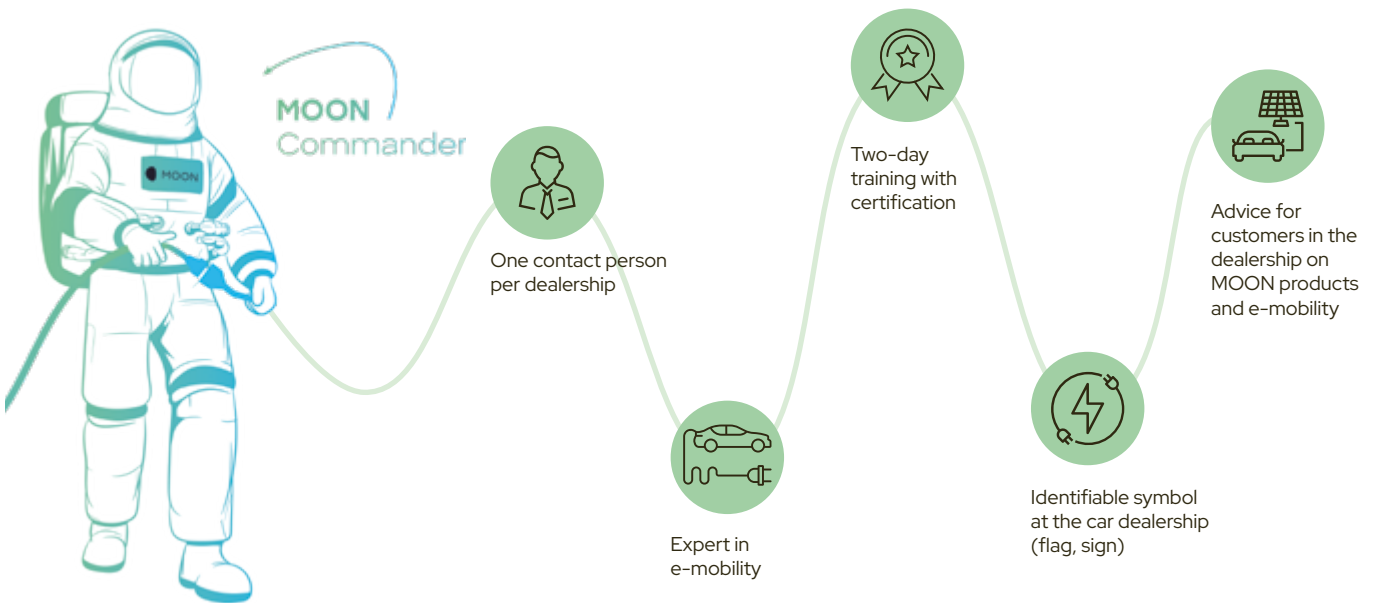 MOON
Commander
MOON
One contact person
per dealership
Expert in
e-mobility
Two-day
training with
certification
Identifiable symbol
at the car dealership
(flag, sign)
Advice for
customers in the
dealership on
MOON products
and e-mobility